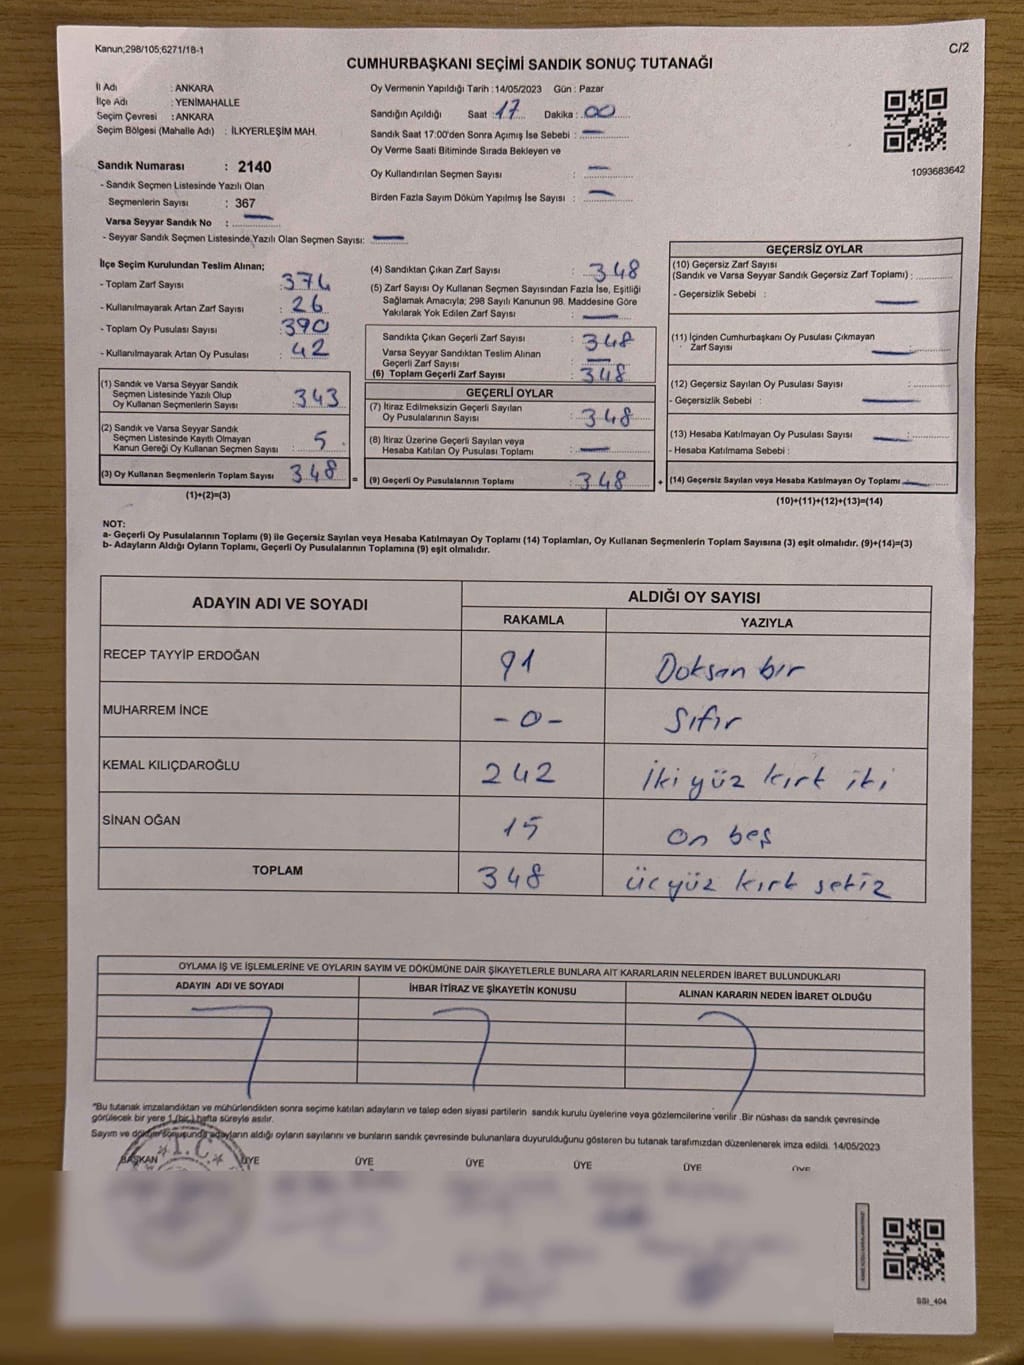 Kanun;298/105;6271/18-1
C/2
CUMHURBAŞKANI SEÇİMİ SANDIK SONUÇ TUTANAĞI
İl Adı : ANKARA
İlçe Adı : YENİMAHALLE
Seçim Çevresi : ANKARA
Seçim Bölgesi (Mahalle Adı) : İLKYERLEŞİM MAH.
Sandık Numarası : 2140
- Sandık Seçmen Listesinde Yazılı Olan
Seçmenlerin Sayısı : 367
Varsa Seyyar Sandık No : —
- Seyyar Sandık Seçmen Listesinde Yazılı Olan Seçmen Sayısı: —
Oy Vermenin Yapıldığı Tarih : 14/05/2023 Gün : Pazar
Sandığın Açıldığı Saat : 17 Dakika : 00
Sandık Saat 17:00'den Sonra Açımış İse Sebebi : —
Oy Verme Saati Bitiminde Sırada Bekleyen ve
Oy Kullandırılan Seçmen Sayısı : —
Birden Fazla Sayım Döküm Yapılmış İse Sayısı : —
1093683642
İlçe Seçim Kurulundan Teslim Alınan;
- Toplam Zarf Sayısı : 374
- Kullanılmayarak Artan Zarf Sayısı : 26
- Toplam Oy Pusulası Sayısı : 390
- Kullanılmayarak Artan Oy Pusulası : 42
(1) Sandık ve Varsa Seyyar Sandık
Seçmen Listesinde Yazılı Olup
Oy Kullanan Seçmenlerin Sayısı : 343
(2) Sandık ve Varsa Seyyar Sandık
Seçmen Listesinde Kayıtlı Olmayan
Kanun Gereği Oy Kullanan Seçmen Sayısı : 5
(3) Oy Kullanan Seçmenlerin Toplam Sayısı : 348 =
(1)+(2)=(3)
(4) Sandıktan Çıkan Zarf Sayısı : 348
(5) Zarf Sayısı Oy Kullanan Seçmen Sayısından Fazla İse, Eşitliği
Sağlamak Amacıyla; 298 Sayılı Kanunun 98. Maddesine Göre
Yakılarak Yok Edilen Zarf Sayısı : —
Sandıkta Çıkan Geçerli Zarf Sayısı : 348
Varsa Seyyar Sandıktan Teslim Alınan
Geçerli Zarf Sayısı : —
(6) Toplam Geçerli Zarf Sayısı : 348
GEÇERLİ OYLAR
(7) İtiraz Edilmeksizin Geçerli Sayılan
Oy Pusulalarının Sayısı : 348
(8) İtiraz Üzerine Geçerli Sayılan veya
Hesaba Katılan Oy Pusulası Toplamı : —
(9) Geçerli Oy Pusulalarının Toplamı : 348 +
GEÇERSİZ OYLAR
(10) Geçersiz Zarf Sayısı
(Sandık ve Varsa Seyyar Sandık Geçersiz Zarf Toplamı) :
- Geçersizlik Sebebi : —
(11) İçinden Cumhurbaşkanı Oy Pusulası Çıkmayan
Zarf Sayısı : —
(12) Geçersiz Sayılan Oy Pusulası Sayısı :
- Geçersizlik Sebebi : —
(13) Hesaba Katılmayan Oy Pusulası Sayısı : —
- Hesaba Katılmama Sebebi :
(14) Geçersiz Sayılan veya Hesaba Katılmayan Oy Toplamı —
(10)+(11)+(12)+(13)=(14)
NOT:
a- Geçerli Oy Pusulalarının Toplamı (9) ile Geçersiz Sayılan veya Hesaba Katılmayan Oy Toplamı (14) Toplamları, Oy Kullanan Seçmenlerin Toplam Sayısına (3) eşit olmalıdır. (9)+(14)=(3)
b- Adayların Aldığı Oyların Toplamı, Geçerli Oy Pusulalarının Toplamına (9) eşit olmalıdır.
ADAYIN ADI VE SOYADI
ALDIĞI OY SAYISI
RAKAMLA YAZIYLA
RECEP TAYYİP ERDOĞAN 91 Doksan bir
MUHARREM İNCE -0- Sıfır
KEMAL KILIÇDAROĞLU 242 İki yüz kırt iki
SİNAN OĞAN 15 On beş
TOPLAM 348 üc yüz kırk sekiz
OYLAMA İŞ VE İŞLEMLERİNE VE OYLARIN SAYIM VE DÖKÜMÜNE DAİR ŞİKAYETLERLE BUNLARA AİT KARARLARIN NELERDEN İBARET BULUNDUKLARI
ADAYIN ADI VE SOYADI İHBAR İTİRAZ VE ŞİKAYETİN KONUSU ALINAN KARARIN NEDEN İBARET OLDUĞU
"Bu tutanak imzalandıktan ve mühürlendikten sonra seçime katılan adayların ve talep eden siyasi partilerin sandık kurulu üyelerine veya gözlemcilerine verilir .Bir nüshası da sandık çevresinde
görülecek bir yere 1 (bir) hafta süreyle asılır.
Sayım ve döküm sonuşunda adayların aldığı oyların sayılarını ve bunların sandık çevresinde bulunanlara duyurulduğunu gösteren bu tutanak tarafımızdan düzenlenerek imza edildi. 14/05/2023
BAŞKAN ÜYE ÜYE ÜYE ÜYE ÜYE ÜYE
T.C.
SGI_404